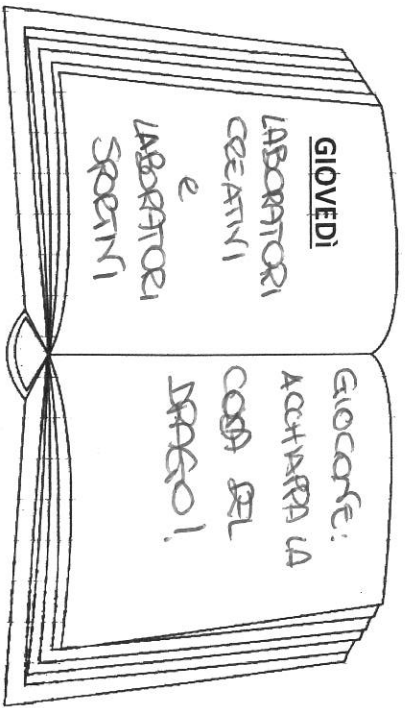 GIOVEDÌ
LABORATORI
CREATIVI
e
LABORATORI
SPORTIVI
GIOCONE:
ACCHIAPPA LA
CODA DEL
DRAGO!